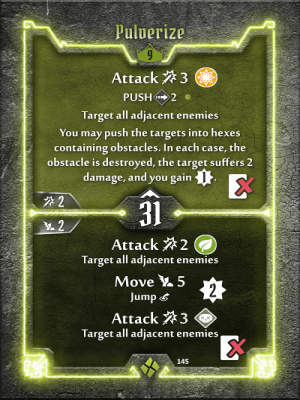 Pulverize
9
Attack 3
PUSH 2
Target all adjacent enemies
You may push the targets into hexes
containing obstacles. In each case, the
obstacle is destroyed, the target suffers 2
damage, and you gain 1.
2
31
2
Attack 2
Target all adjacent enemies
Move 5
Jump
2
Attack 3
Target all adjacent enemies
145